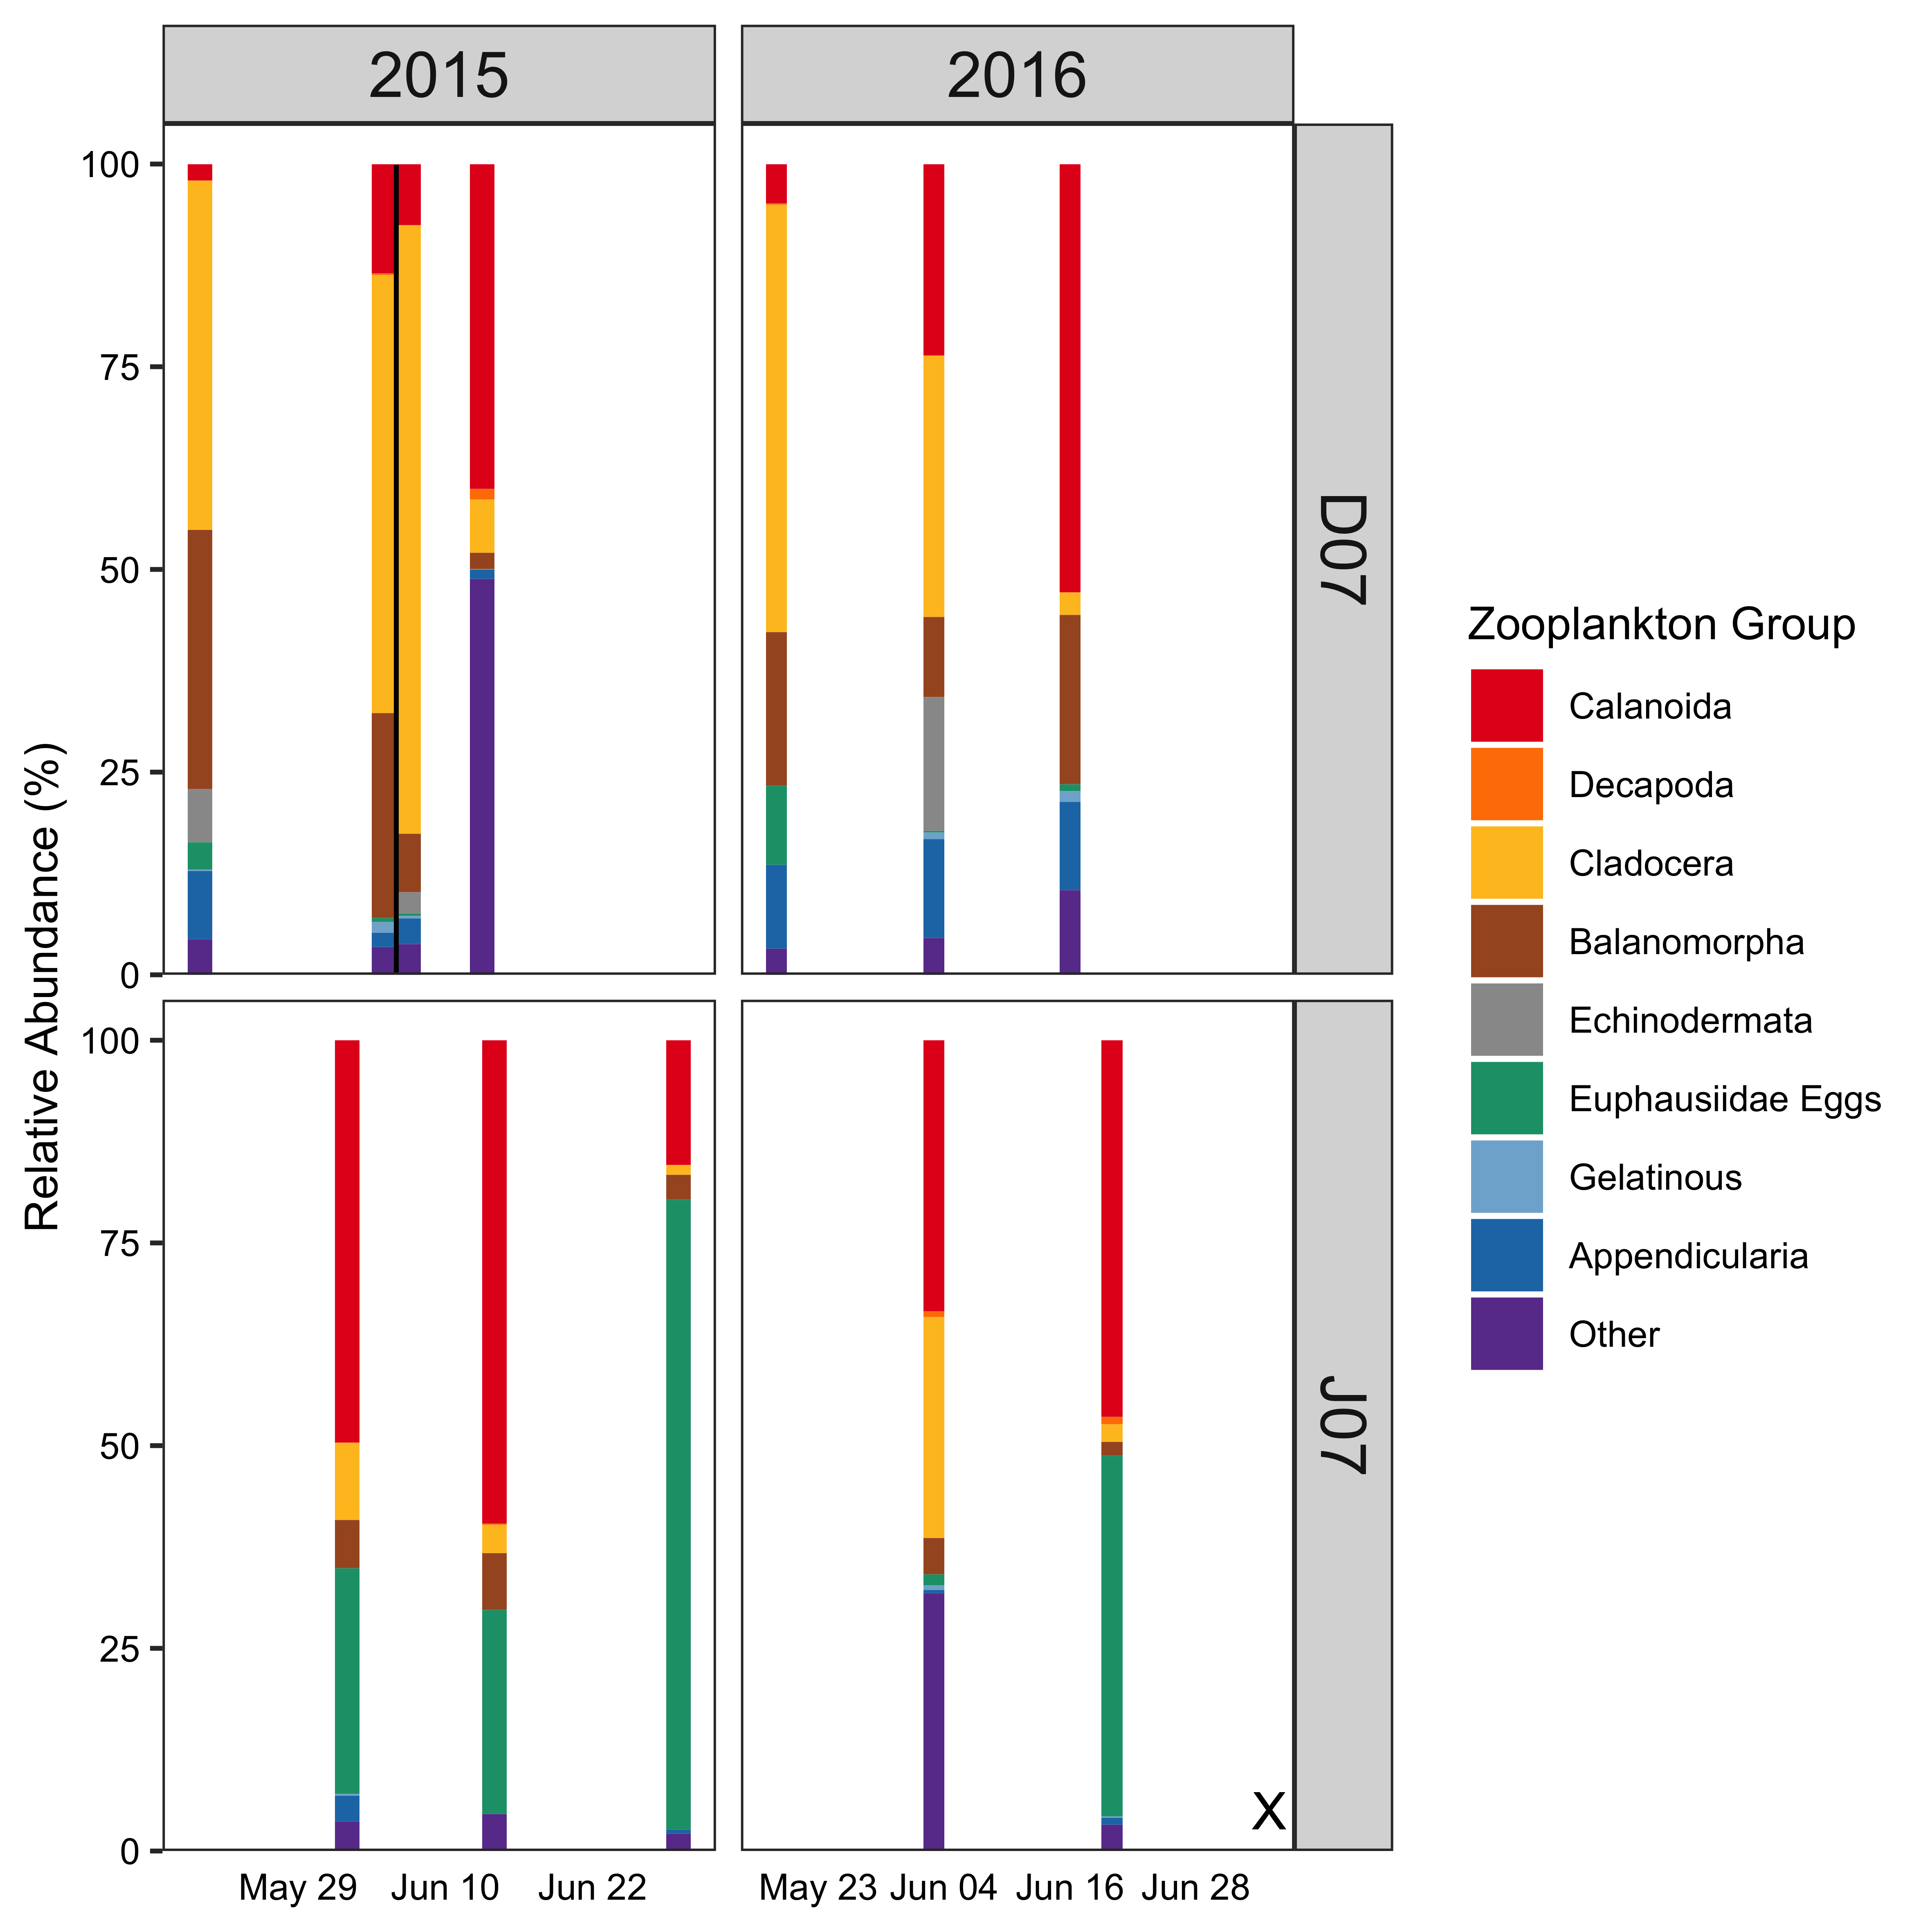 2015
2016
100
75
50
25
0
D07
100
75
50
25
0
J07
X
May 29
Jun 10
Jun 22
May 23
Jun 04
Jun 16
Jun 28
Relative Abundance (%)
Zooplankton Group
Calanoida
Decapoda
Cladocera
Balanomorpha
Echinodermata
Euphausiidae Eggs
Gelatinous
Appendicularia
Other